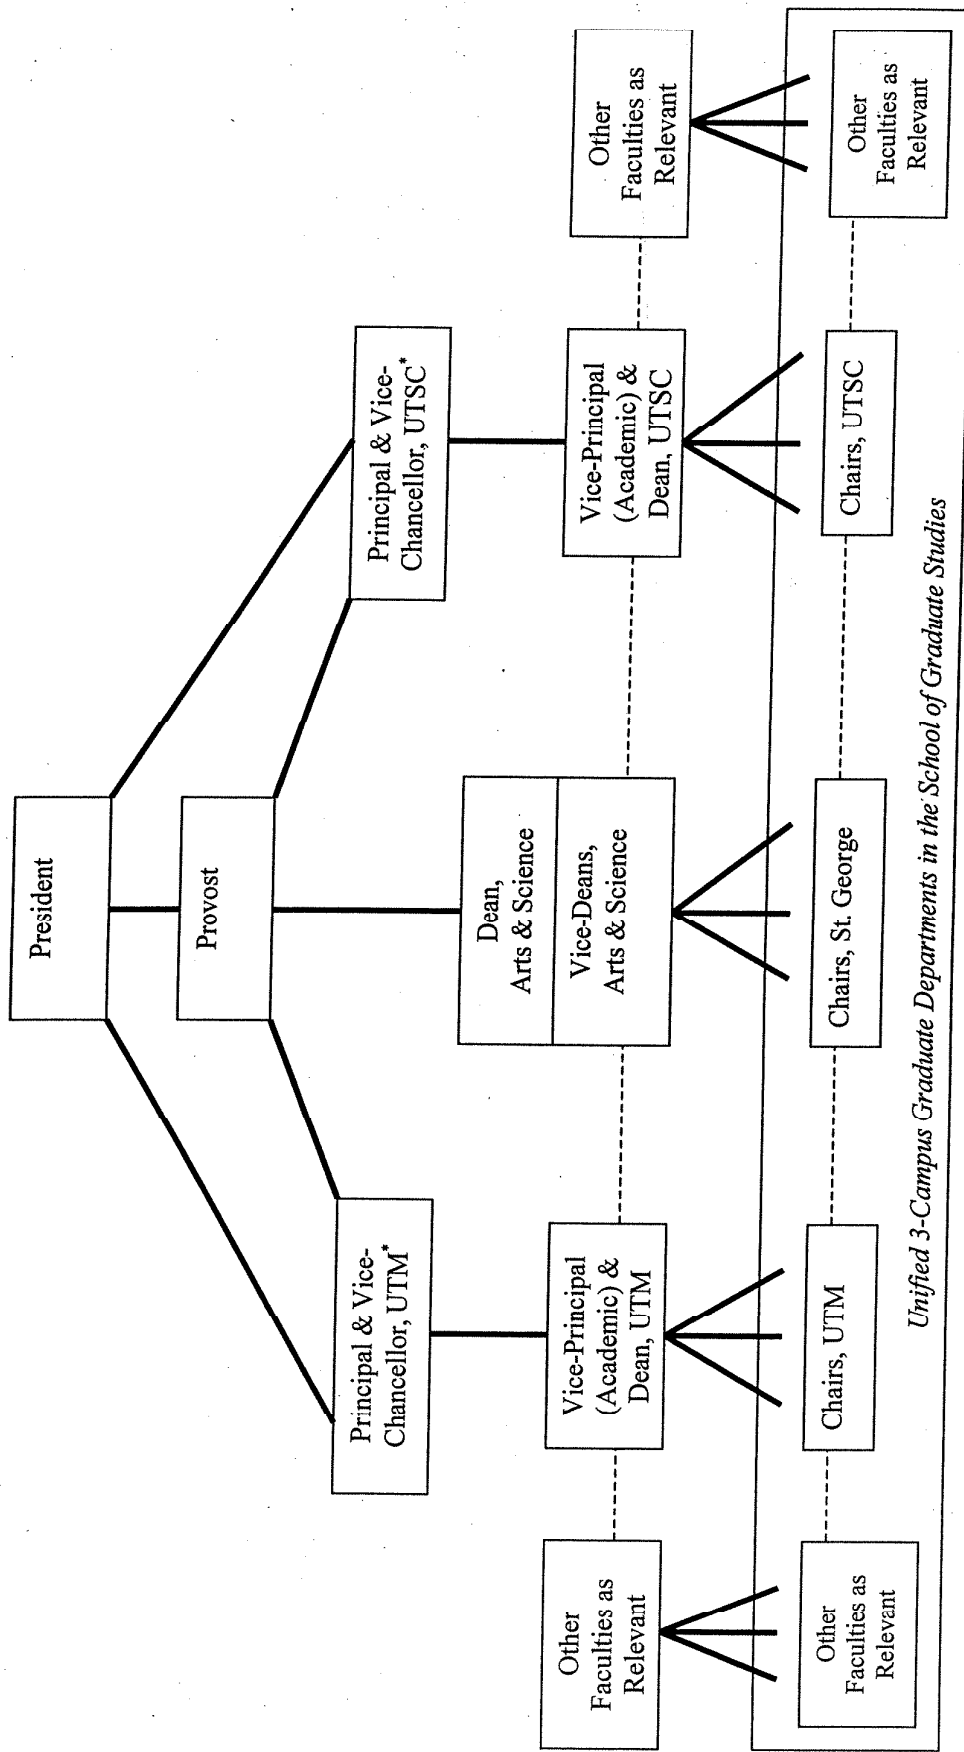 President
Provost
Principal & Vice-
Chancellor, UTM*
Principal & Vice-
Chancellor, UTSC*
Other
Faculties as
Relevant
Vice-Principal
(Academic) &
Dean, UTM
Dean,
Arts & Science
Vice-Deans,
Arts & Science
Vice-Principal
(Academic) &
Dean, UTSC
Other
Faculties as
Relevant
Other
Faculties as
Relevant
Chairs, UTM
Chairs, St. George
Chairs, UTSC
Other
Faculties as
Relevant
Unified 3-Campus Graduate Departments in the School of Graduate Studies